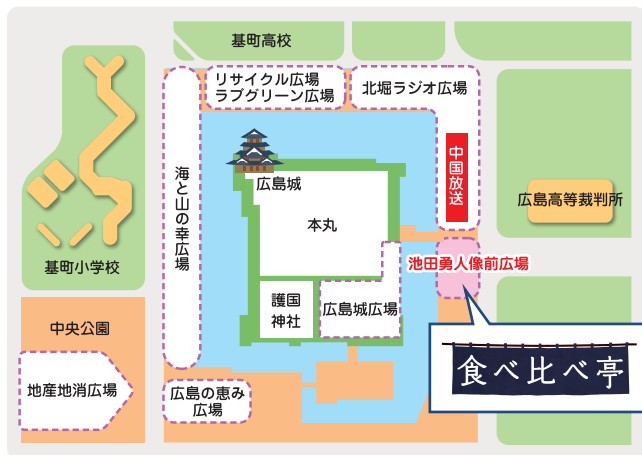 基町高校
リサイクル広場
ラブグリーン広場
北堀ラジオ広場
中国放送
海と山の幸広場
広島城
本丸
広島高等裁判所
基町小学校
池田勇人像前広場
護国
神社
広島城広場
中央公園
地産地消広場
広島の恵み
広場
食べ比べ亭